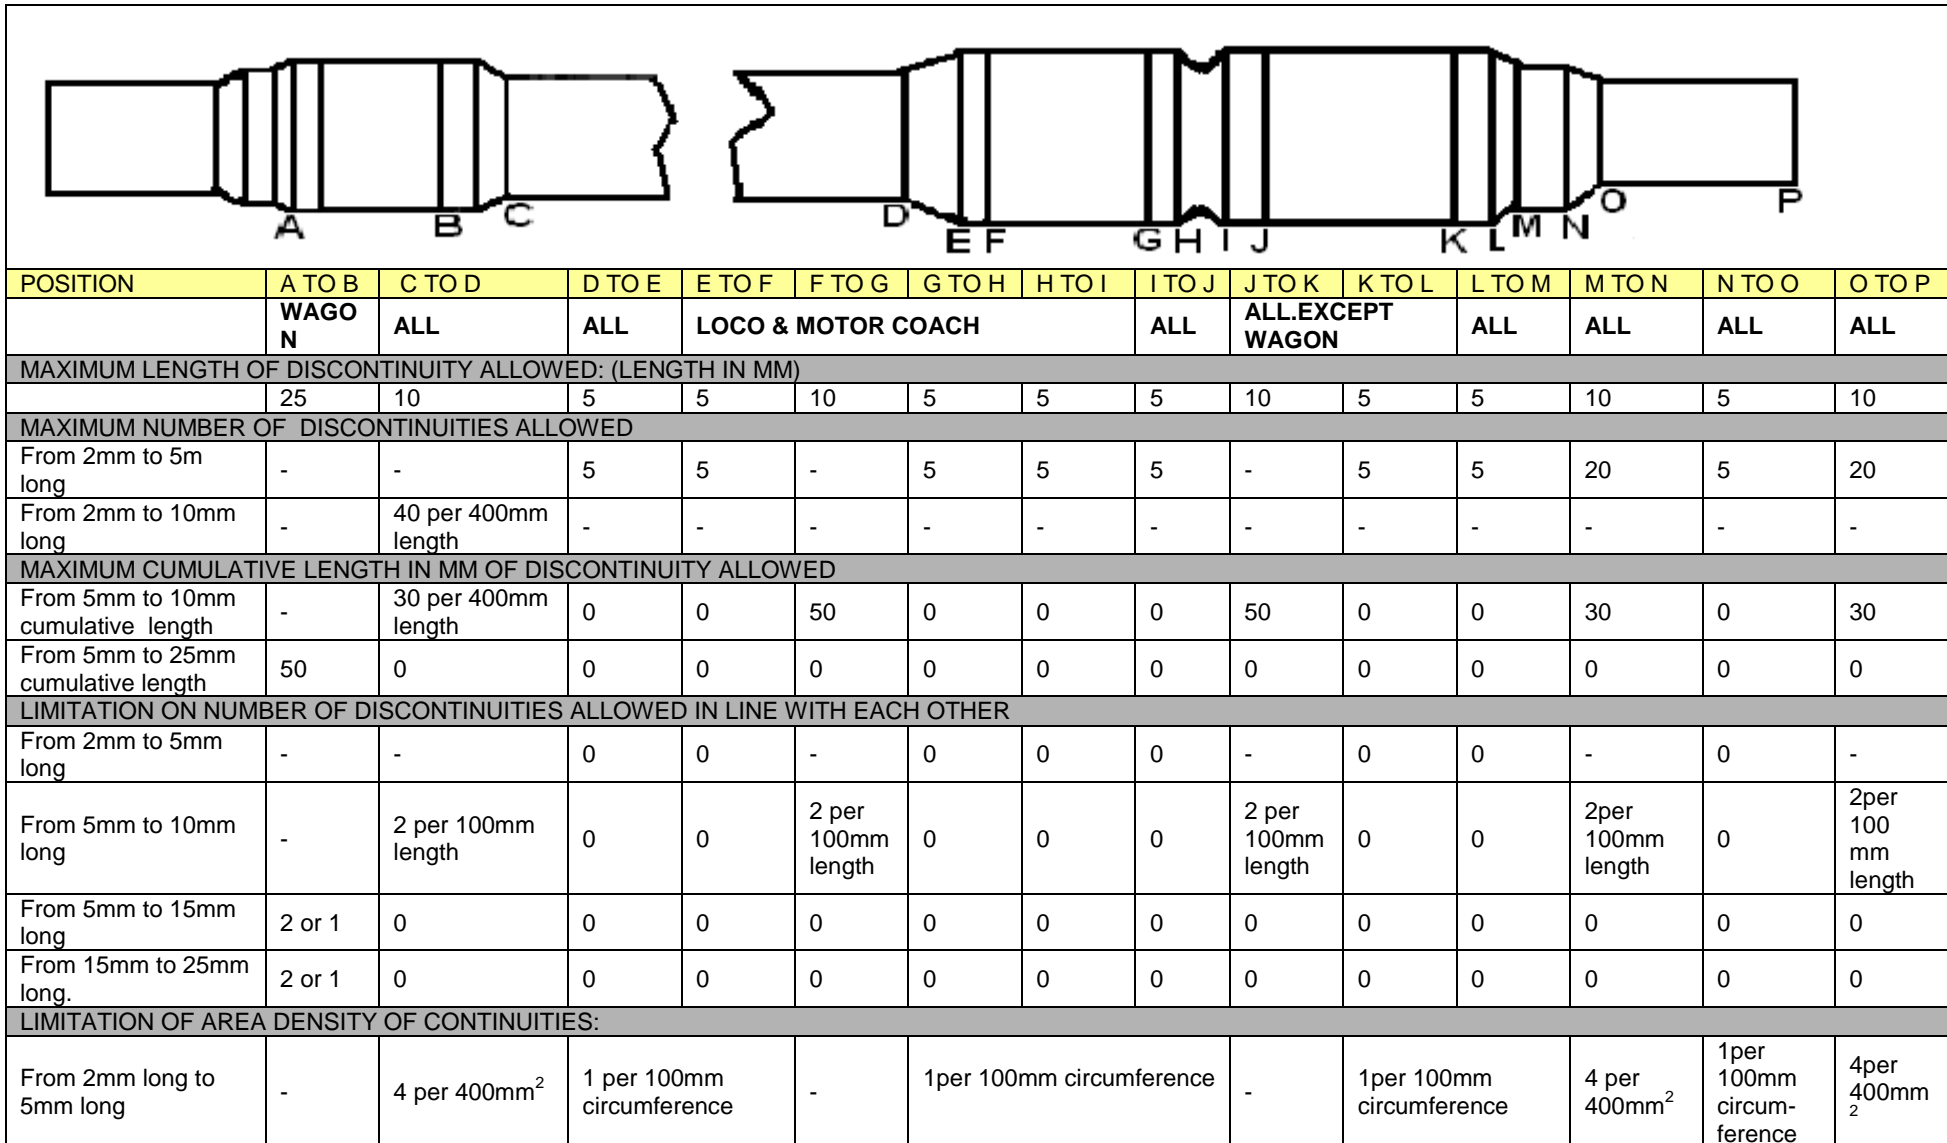 A B C D E F G H I J K L M N O P
POSITION A TO B C TO D D TO E E TO F F TO G G TO H H TO I I TO J J TO K K TO L L TO M M TO N N TO O O TO P
WAGO
N ALL ALL LOCO & MOTOR COACH ALL ALL.EXCEPT
WAGON ALL ALL ALL ALL
MAXIMUM LENGTH OF DISCONTINUITY ALLOWED: (LENGTH IN MM)
25 10 5 5 10 5 5 5 10 5 5 10 5 10
MAXIMUM NUMBER OF DISCONTINUITIES ALLOWED
From 2mm to 5m
long - - 5 5 - 5 5 5 - 5 5 20 5 20
From 2mm to 10mm
long - 40 per 400mm
length - - - - - - - - - - - -
MAXIMUM CUMULATIVE LENGTH IN MM OF DISCONTINUITY ALLOWED
From 5mm to 10mm
cumulative length - 30 per 400mm
length 0 0 50 0 0 0 50 0 0 30 0 30
From 5mm to 25mm
cumulative length 50 0 0 0 0 0 0 0 0 0 0 0 0 0
LIMITATION ON NUMBER OF DISCONTINUITIES ALLOWED IN LINE WITH EACH OTHER
From 2mm to 5mm
long - - 0 0 - 0 0 0 - 0 0 - 0 -
From 5mm to 10mm
long - 2 per 100mm
length 0 0 2 per
100mm
length 0 0 0 2 per
100mm
length 0 0 2per
100mm
length 0 2per
100
mm
length
From 5mm to 15mm
long 2 or 1 0 0 0 0 0 0 0 0 0 0 0 0 0
From 15mm to 25mm
long. 2 or 1 0 0 0 0 0 0 0 0 0 0 0 0 0
LIMITATION OF AREA DENSITY OF CONTINUITIES:
From 2mm long to
5mm long - 4 per 400mm² 1 per 100mm
circumference - 1per 100mm circumference - 1per 100mm
circumference 4 per
400mm² 1per
100mm
circum-
ference 4per
400mm
²